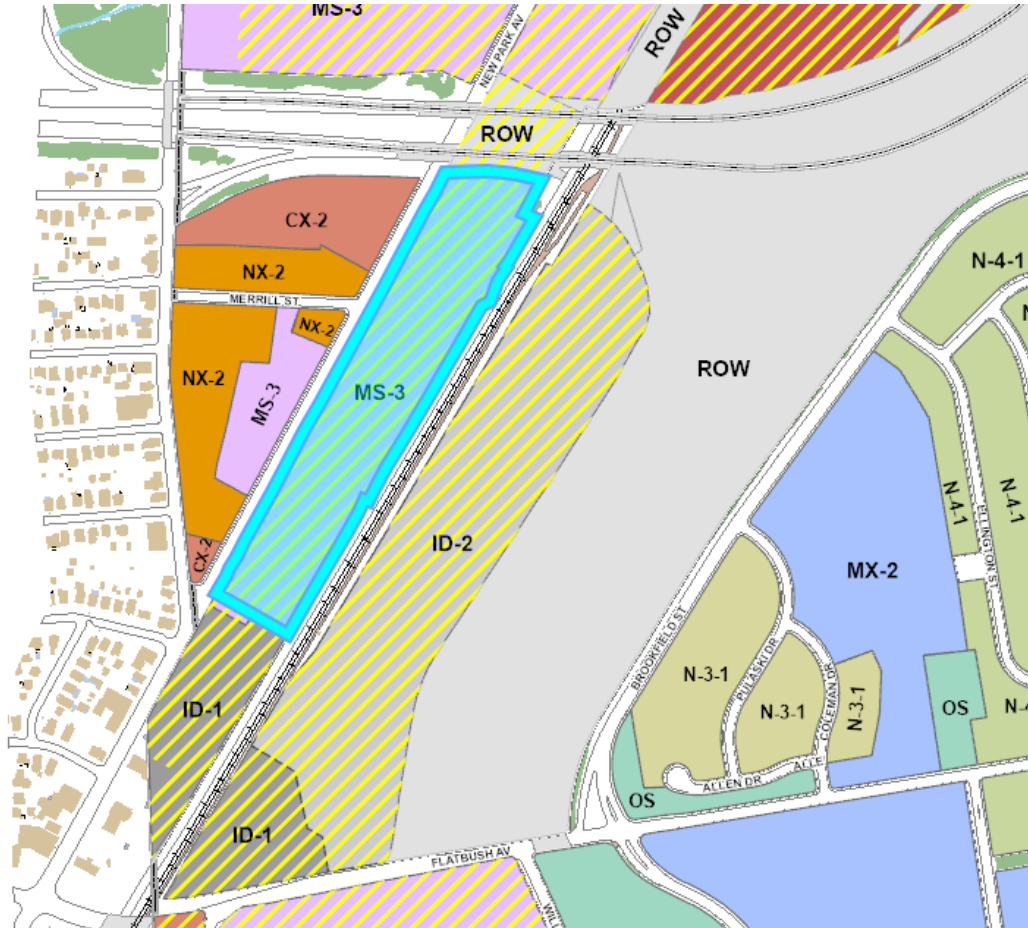 MS-3
NEW PARK AV
ROW
ROW
CX-2
NX-2
MERRILL ST
NX-2
NX-2
MS-3
MS-3
ROW
N-4-1
ID-2
N-4-1
N-4-1
ELLINGTON ST
MX-2
CX-2
BROOKFIELD ST
N-3-1
PULASKI DR
N-3-1
COLEMAN DR
N-3-1
OS
ID-1
ALLEN DR
ALLE
OS
ID-1
FLATBUSH AV